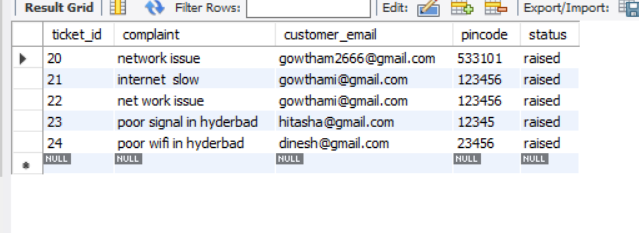 Result Grid Filter Rows: Edit: Export/Import:
ticket_id complaint customer_email pincode status
20 network issue gowtham2666@gmail.com 533101 raised
21 internet slow gowthami@gmail.com 123456 raised
22 net work issue gowthami@gmail.com 123456 raised
23 poor signal in hyderbad hitasha@gmail.com 12345 raised
24 poor wifi in hyderbad dinesh@gmail.com 23456 raised
NULL NULL NULL NULL NULL